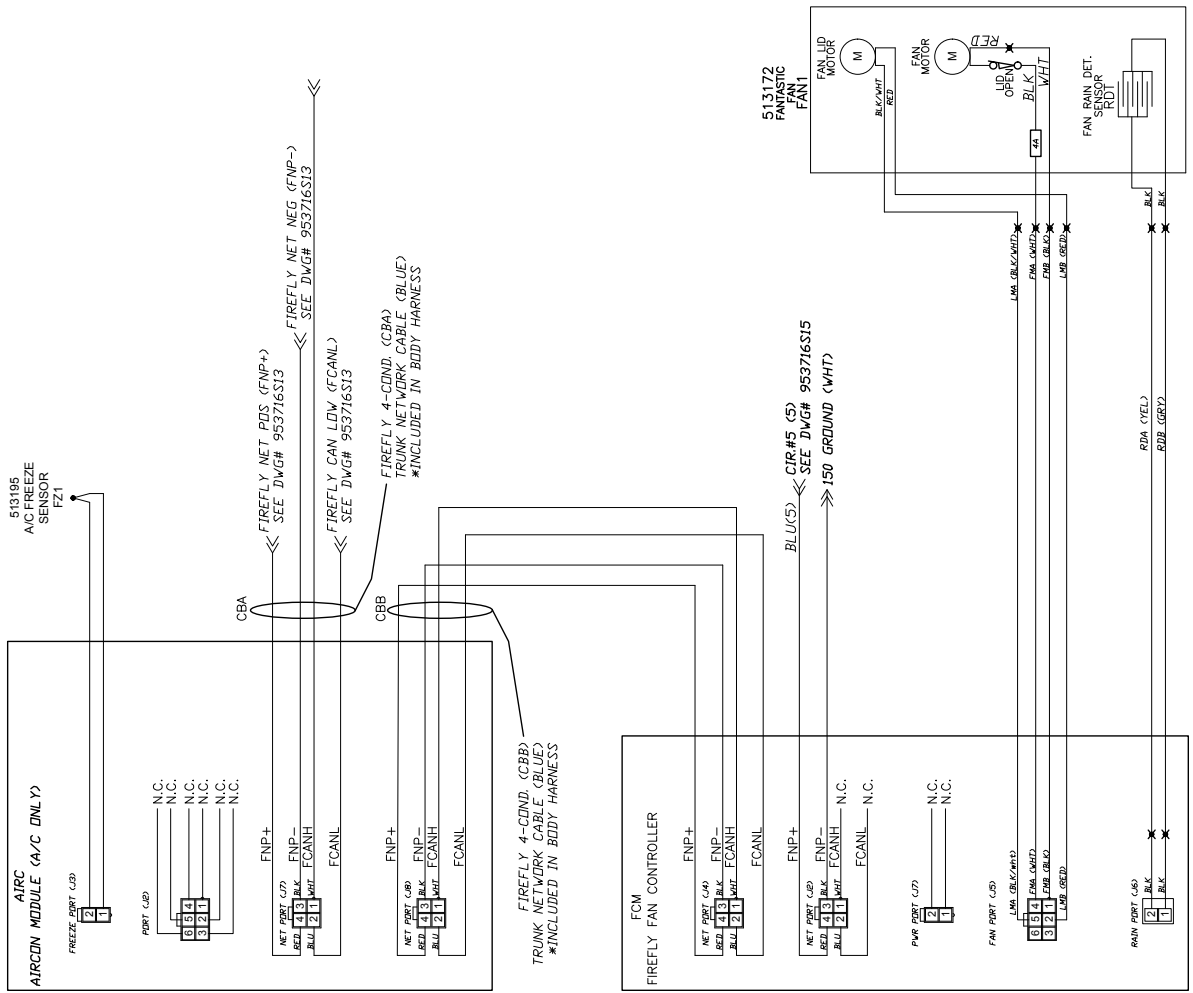 AIRC
AIRCON MODULE (A/C ONLY)
FREEZE PORT (J3)
2
1
PORT (J2)
6
5
4
3
2
1
N.C.
N.C.
N.C.
N.C.
N.C.
N.C.
NET PORT (J7)
RED
4
3
BLK
BLU
2
1
WHT
FNP+
FNP-
FCANH
FCANL
NET PORT (J8)
RED
4
3
BLK
BLU
2
1
WHT
FNP+
FNP-
FCANH
FCANL
513195
A/C FREEZE
SENSOR
FZ1
CBA
CBB
FIREFLY NET POS (FNP+)
SEE DWG# 953716S13
FIREFLY NET NEG (FNP-)
SEE DWG# 953716S13
FIREFLY CAN LOW (FCANL)
SEE DWG# 953716S13
FIREFLY 4-COND. (CBA)
TRUNK NETWORK CABLE (BLUE)
*INCLUDED IN BODY HARNESS
FIREFLY 4-COND. (CBB)
TRUNK NETWORK CABLE (BLUE)
*INCLUDED IN BODY HARNESS
FCM
FIREFLY FAN CONTROLLER
NET PORT (J4)
RED
4
3
BLK
BLU
2
1
WHT
FNP+
FNP-
FCANH
FCANL
NET PORT (J2)
RED
4
3
BLK
BLU
2
1
WHT
FNP+
FNP-
FCANH
FCANL
N.C.
N.C.
BLU(5)
CIR.#5 (5)
SEE DWG# 953716S15
150 GROUND (WHT)
PWR PORT (J7)
2
1
N.C.
N.C.
FAN PORT (J5)
6
5
4
3
2
1
LMA (BLK/Wht)
FMA (WHT)
FMB (BLK)
LMB (RED)
RAIN PORT (J6)
2
1
BLK
BLK
LMA (BLK/WHT)
FMA (WHT)
FMB (BLK)
LMB (RED)
RDA (YEL)
RDB (GRY)
BLK
BLK
513172
FANTASTIC
FAN
FAN1
FAN LID
MOTOR
M
BLK/WHT
RED
FAN
MOTOR
M
RED
LID
OPEN
BLK
WHT
4A
FAN RAIN DET.
SENSOR
RDT